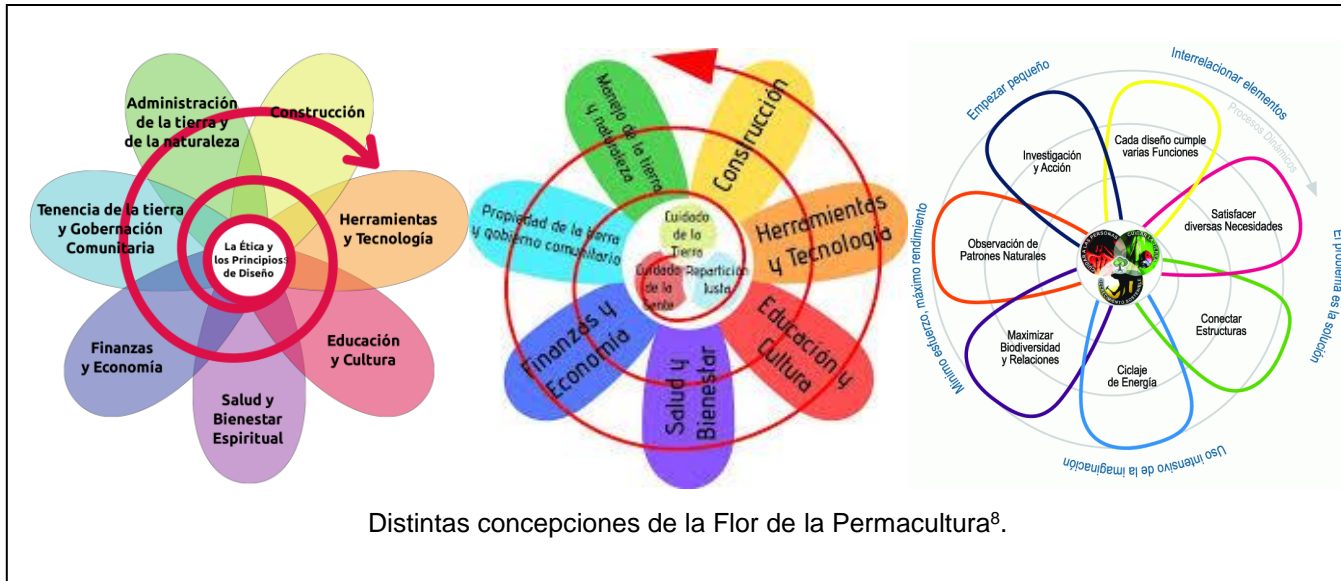 Administración
de la tierra y
de la naturaleza
Construcción
Herramientas
y Tecnología
Educación
y Cultura
Salud y
Bienestar
Espiritual
Finanzas
y Economía
Tenencia de la tierra
y Gobernación
Comunitaria
La Ética y
los Principios
de Diseño
Manejo de la tierra
y naturaleza
Construcción
Herramientas
y Tecnología
Educación y
Cultura
Salud y
Bienestar
Finanzas y
Economía
Propiedad de la tierra
y gobierno comunitario
Cuidado
de la
Tierra
Cuidado
de la
Gente
Repartición
Justa
Empezar pequeño
Interrelacionar elementos
Procesos Dinámicos
El problema es la solución
Uso intensivo de la imaginación
Mínimo esfuerzo, máximo rendimiento
Investigación
y Acción
Cada diseño cumple
varias Funciones
Satisfacer
diversas Necesidades
Conectar
Estructuras
Ciclaje
de Energía
Maximizar
Biodiversidad
y Relaciones
Observación de
Patrones Naturales
Distintas concepciones de la Flor de la Permacultura⁸.